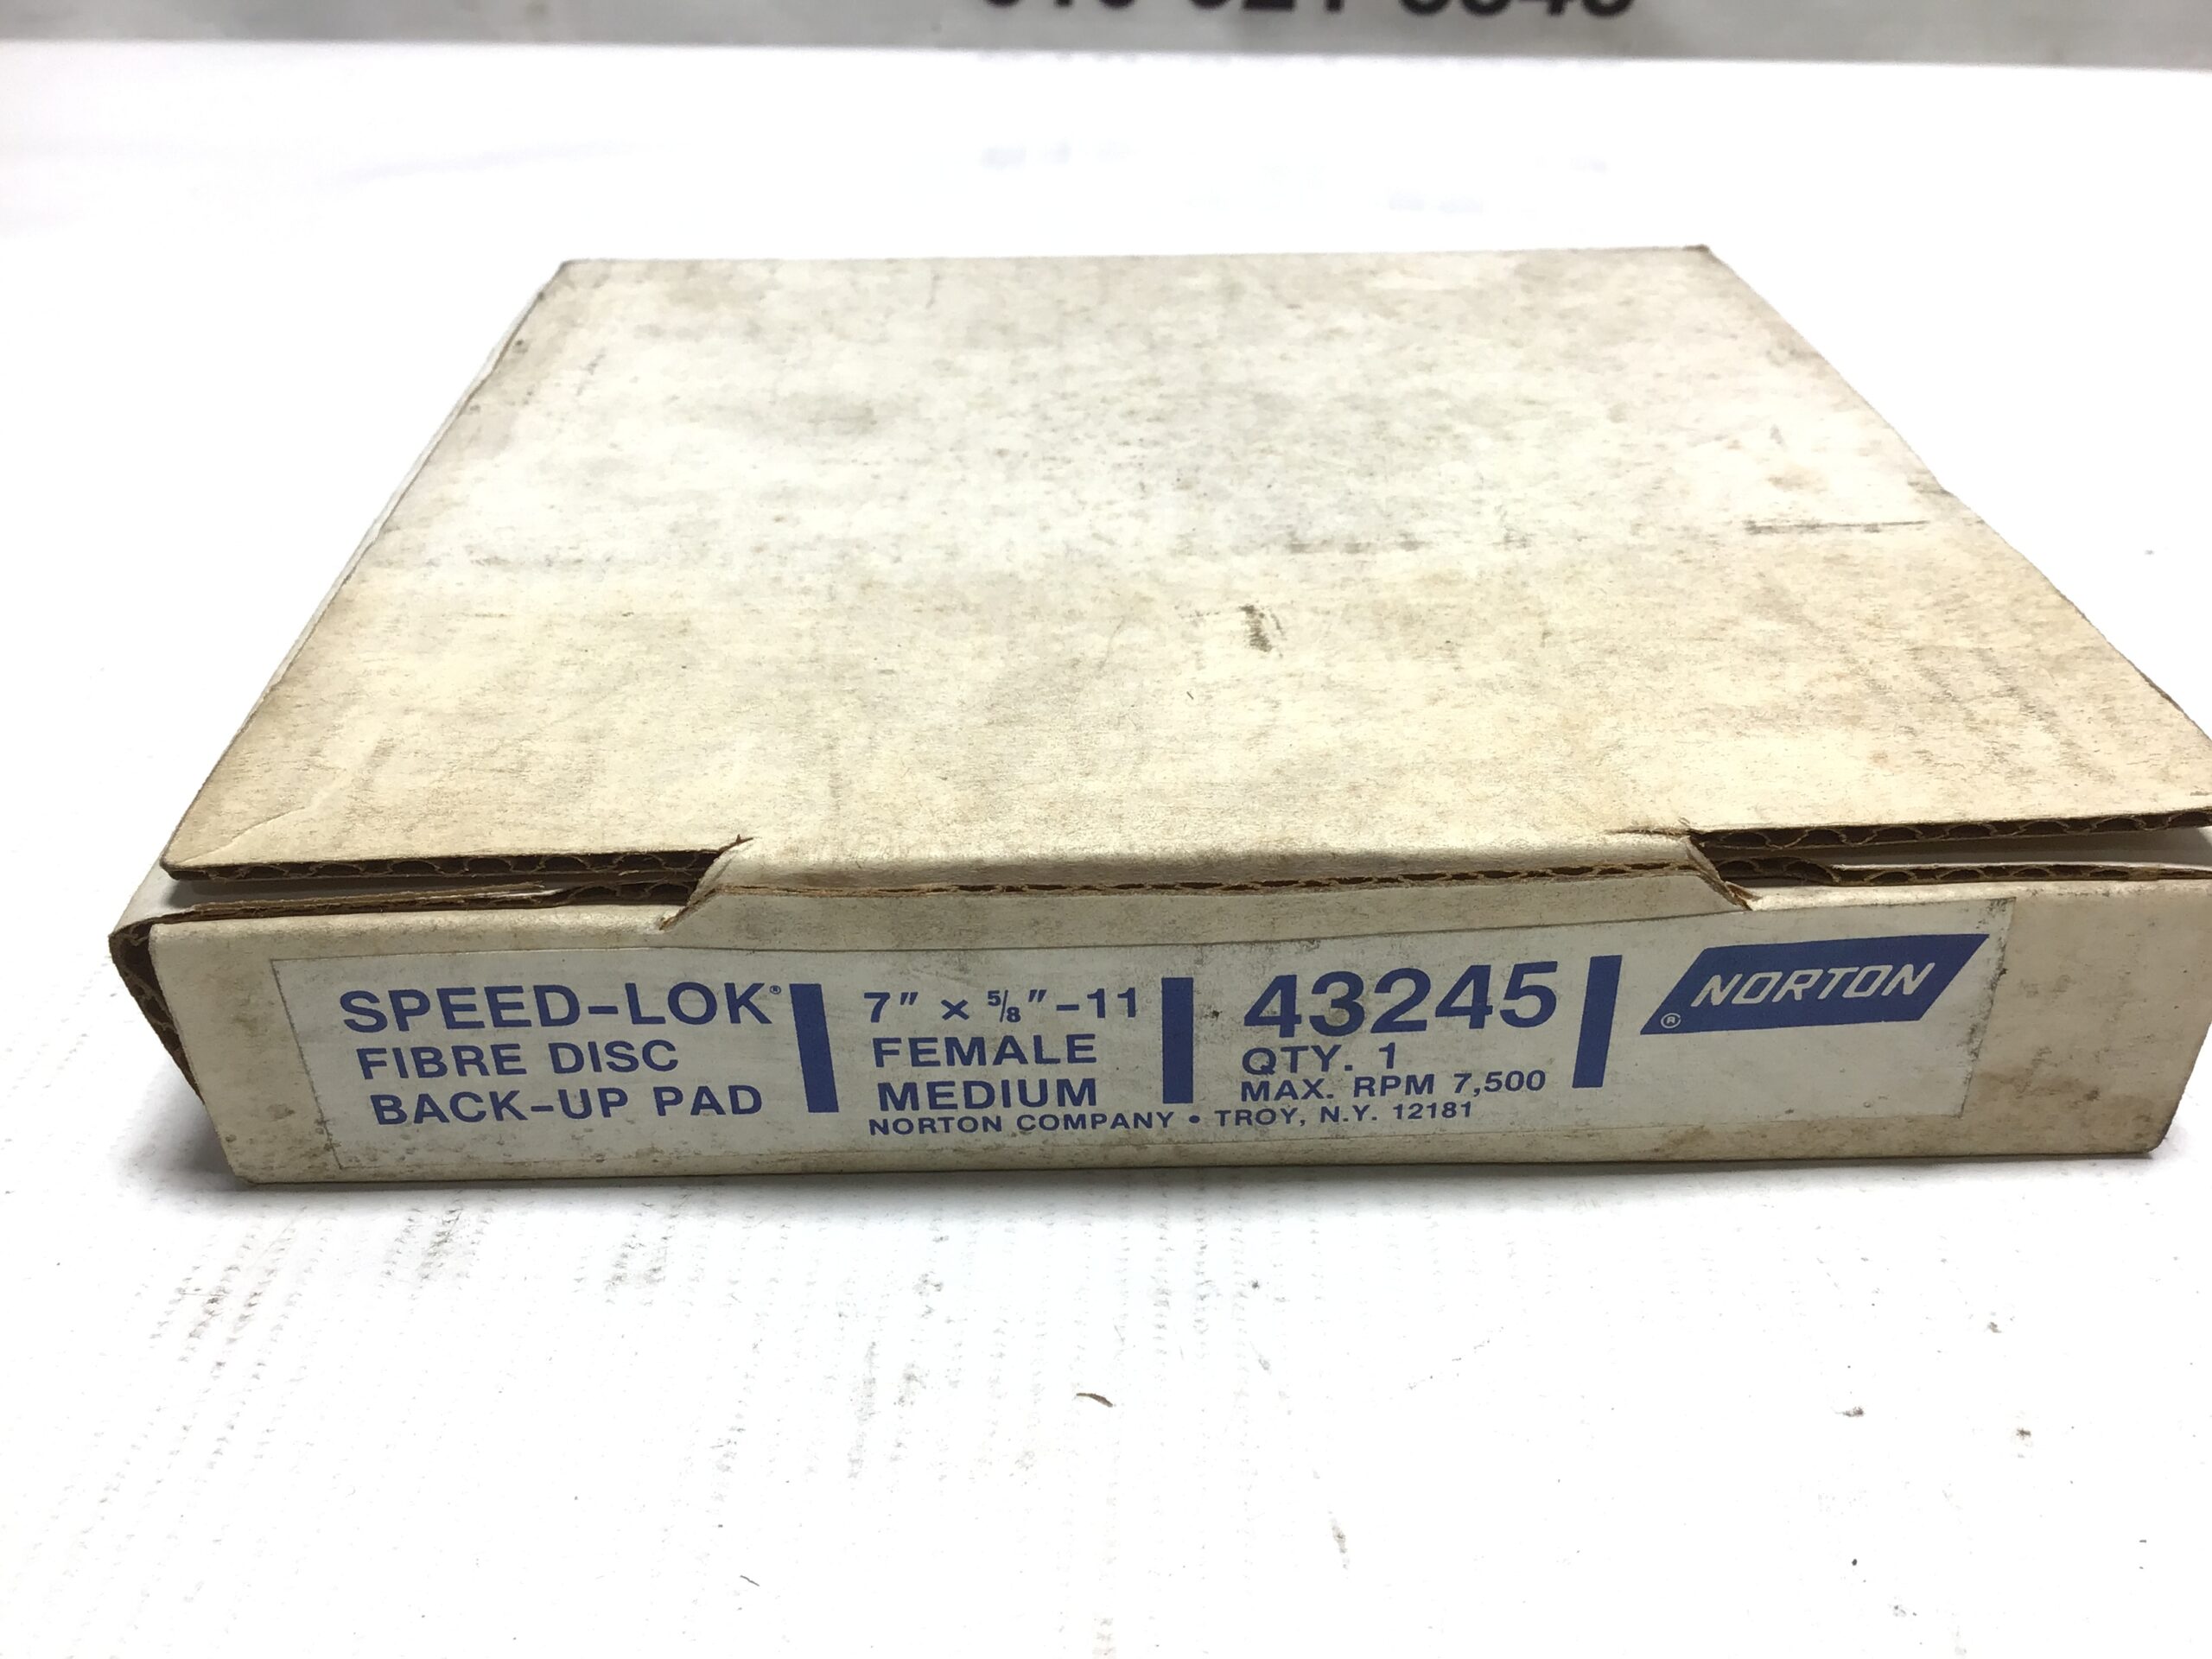 SPEED-LOK®
FIBRE DISC
BACK-UP PAD
7" × 5/8"-11
FEMALE
MEDIUM
43245
QTY. 1
MAX. RPM 7,500
NORTON COMPANY • TROY, N.Y. 12181
NORTON ®